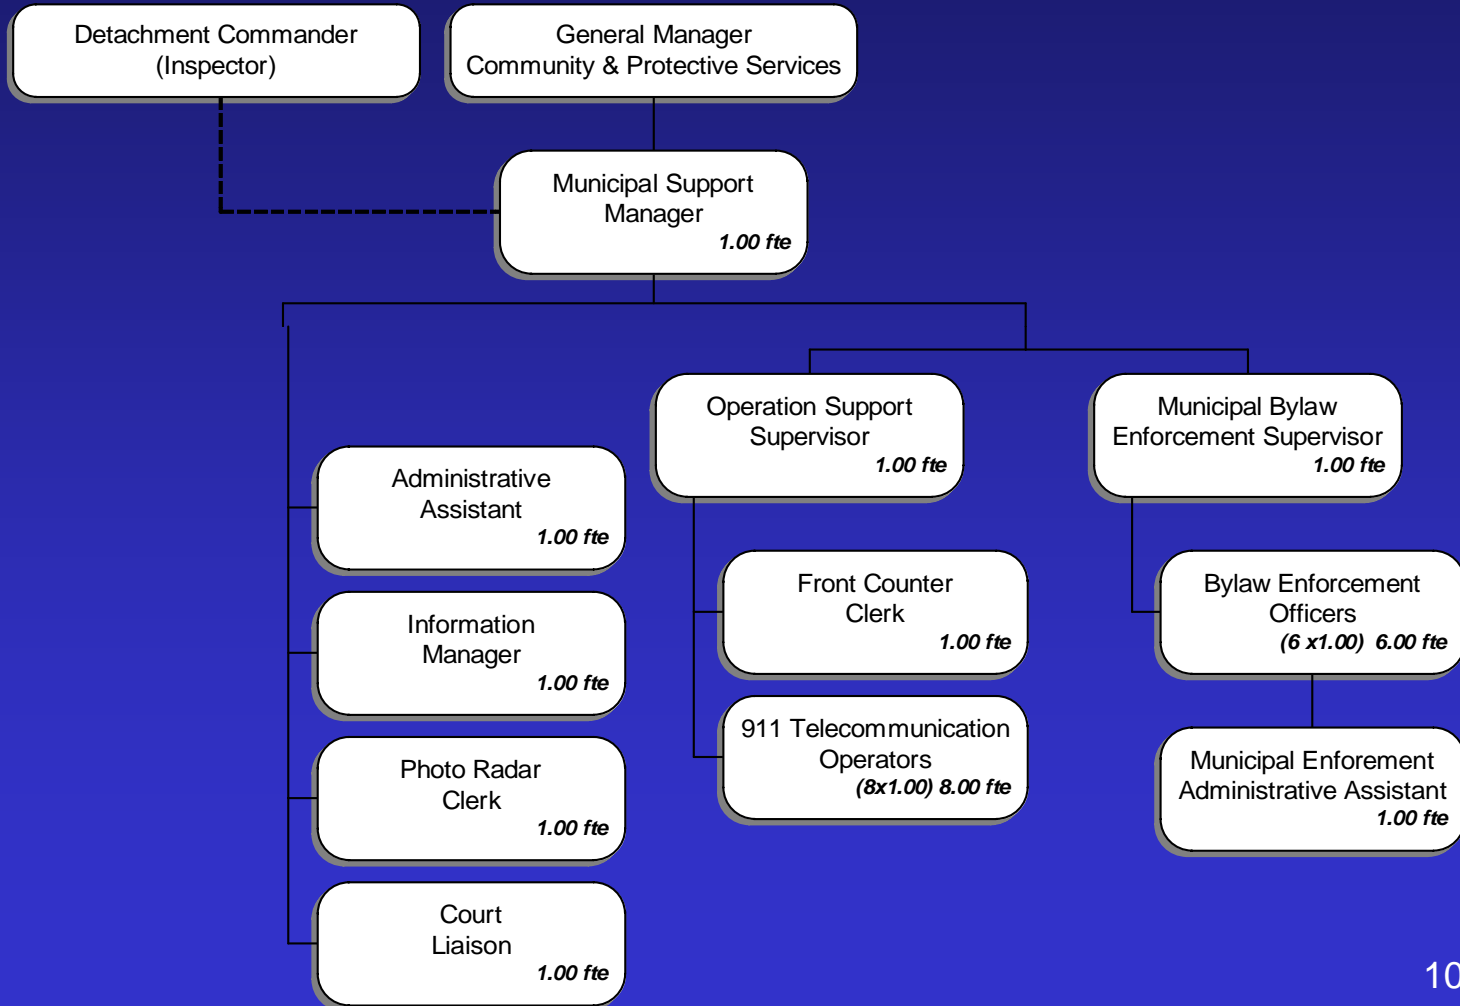 Detachment Commander
(Inspector)
General Manager
Community & Protective Services
Municipal Support
Manager
1.00 fte
Operation Support
Supervisor
1.00 fte
Municipal Bylaw
Enforcement Supervisor
1.00 fte
Administrative
Assistant
1.00 fte
Information
Manager
1.00 fte
Photo Radar
Clerk
1.00 fte
Court
Liaison
1.00 fte
Front Counter
Clerk
1.00 fte
911 Telecommunication
Operators
(8x1.00) 8.00 fte
Bylaw Enforcement
Officers
(6 x1.00)  6.00 fte
Municipal Enforement
Administrative Assistant
1.00 fte
10